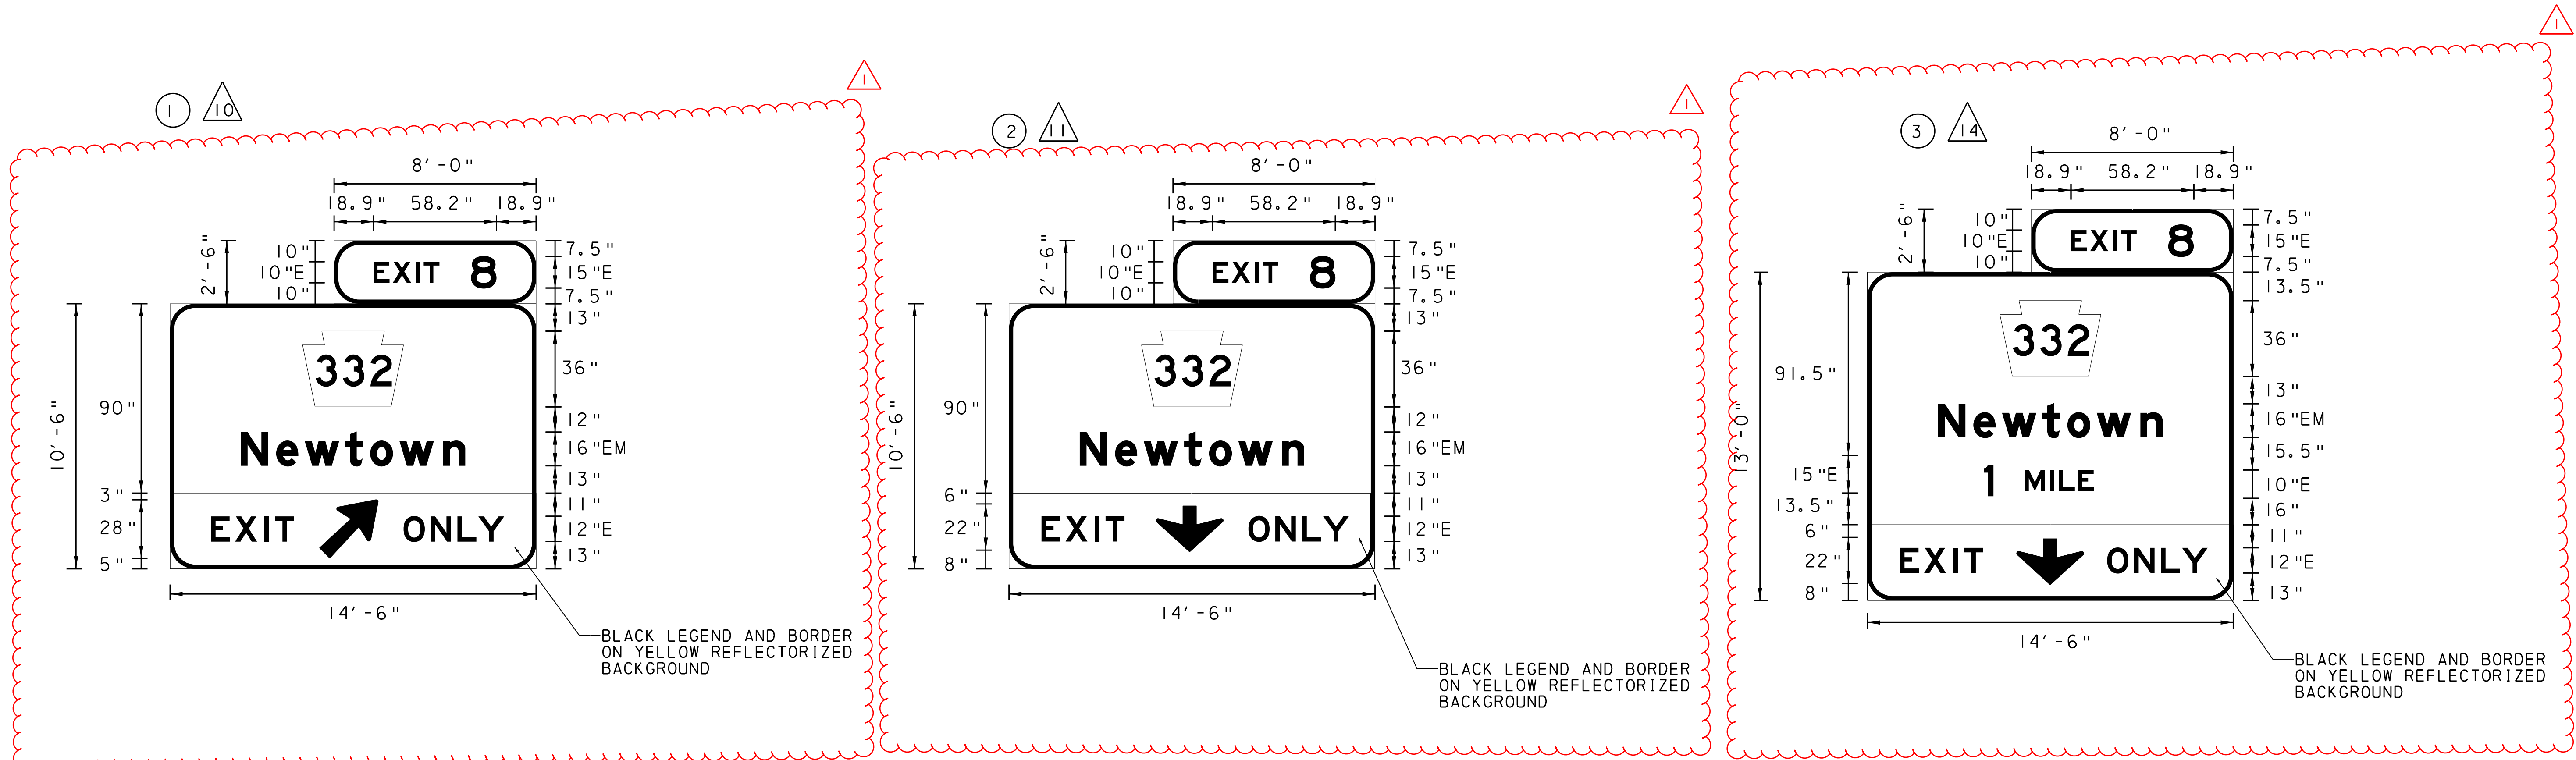 1
10
1
8'-0"
18.9" 58.2" 18.9"
2'-6"
10"
10"E
10"
EXIT 8
7.5"
15"E
7.5"
13"
36"
12"
16"EM
13"
11"
12"E
13"
10'-6"
90"
3"
28"
5"
332
Newtown
EXIT ONLY
14'-6"
BLACK LEGEND AND BORDER
ON YELLOW REFLECTORIZED
BACKGROUND
2
11
1
8'-0"
18.9" 58.2" 18.9"
2'-6"
10"
10"E
10"
EXIT 8
7.5"
15"E
7.5"
13"
36"
12"
16"EM
13"
11"
12"E
13"
10'-6"
90"
6"
22"
8"
332
Newtown
EXIT ONLY
14'-6"
BLACK LEGEND AND BORDER
ON YELLOW REFLECTORIZED
BACKGROUND
3
14
1
8'-0"
18.9" 58.2" 18.9"
2'-6"
10"
10"E
10"
EXIT 8
7.5"
15"E
7.5"
13.5"
36"
13"
16"EM
15.5"
10"E
16"
11"
12"E
13"
13'-0"
91.5"
15"E
13.5"
6"
22"
8"
332
Newtown
1 MILE
EXIT ONLY
14'-6"
BLACK LEGEND AND BORDER
ON YELLOW REFLECTORIZED
BACKGROUND